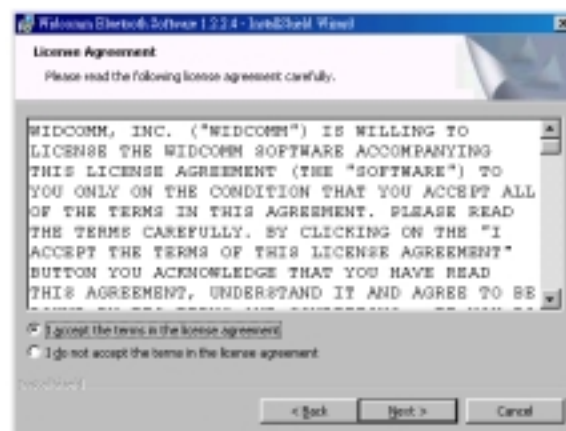 Widcomm Bluetooth Software 1.2.2.4 - InstallShield Wizard
License Agreement
Please read the following license agreement carefully.
WIDCOMM, INC. ("WIDCOMM") IS WILLING TO
LICENSE THE WIDCOMM SOFTWARE ACCOMPANYING
THIS LICENSE AGREEMENT (THE "SOFTWARE") TO
YOU ONLY ON THE CONDITION THAT YOU ACCEPT ALL
OF THE TERMS IN THIS AGREEMENT. PLEASE READ
THE TERMS CAREFULLY. BY CLICKING ON THE "I
ACCEPT THE TERMS OF THIS LICENSE AGREEMENT"
BUTTON YOU ACKNOWLEDGE THAT YOU HAVE READ
THIS AGREEMENT, UNDERSTAND IT AND AGREE TO BE
I accept the terms in the license agreement
I do not accept the terms in the license agreement
InstallShield
< Back Next > Cancel